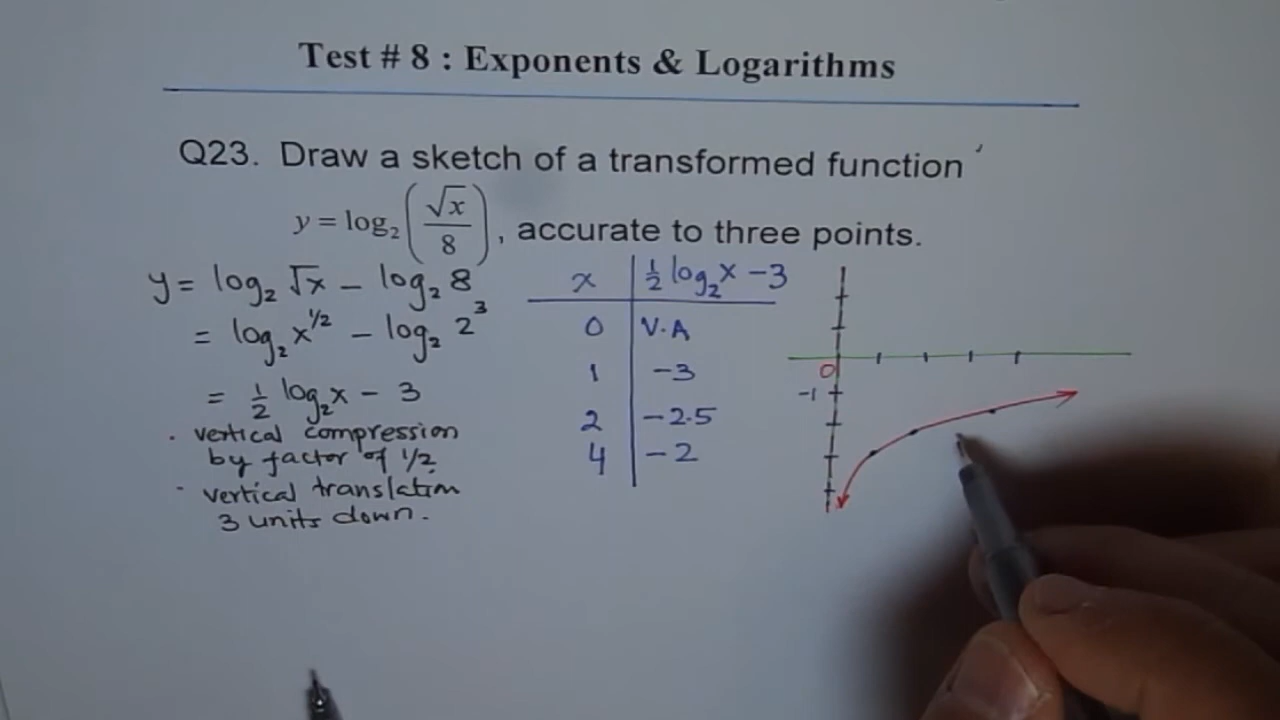 Test # 8 : Exponents & Logarithms
Q23. Draw a sketch of a transformed function
y = log₂(√x/8), accurate to three points.
y = log₂ √x − log₂ 8
= log₂ x^1/2 − log₂ 2^3
= 1/2 log₂x − 3
· vertical compression
by factor of 1/2.
- vertical translation
3 units down.
x | 1/2 log₂x − 3
0 | V.A
1 | −3
2 | −2.5
4 | −2
0
-1